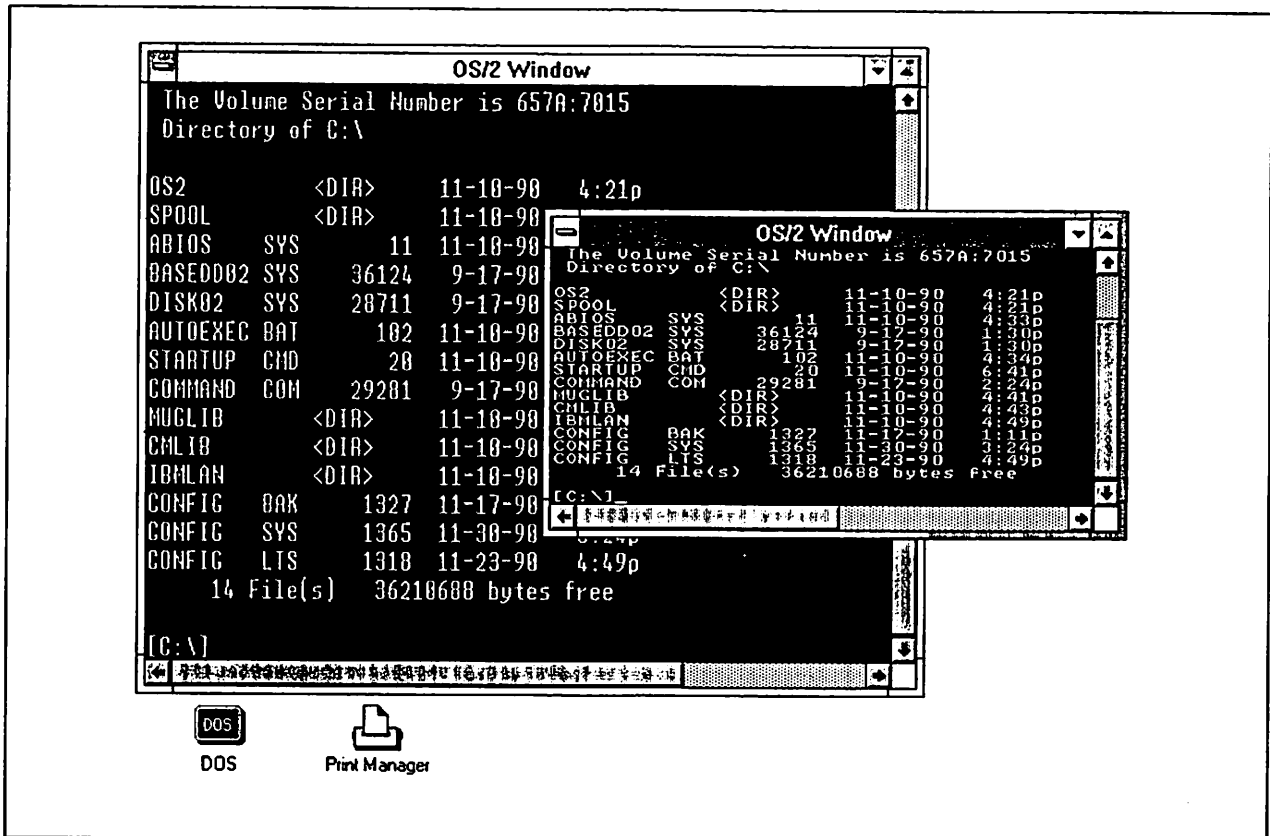 OS/2 Window
The Volume Serial Number is 657A:7015
Directory of C:\
OS2 <DIR> 11-10-90 4:21p
SPOOL <DIR> 11-10-90
ABIOS SYS 11 11-10-90
BASEDD02 SYS 36124 9-17-90
DISK02 SYS 28711 9-17-90
AUTOEXEC BAT 102 11-10-90
STARTUP CMD 20 11-10-90
COMMAND COM 29281 9-17-90
MUGLIB <DIR> 11-10-90
CMLIB <DIR> 11-10-90
IBMLAN <DIR> 11-10-90
CONFIG BAK 1327 11-17-90
CONFIG SYS 1365 11-30-90
CONFIG LTS 1318 11-23-90 4:49p
14 File(s) 36210688 bytes free
[C:\]
OS/2 Window
The Volume Serial Number is 657A:7015
Directory of C:\
OS2 <DIR> 11-10-90 4:21p
SPOOL <DIR> 11-10-90 4:21p
ABIOS SYS 11 11-10-90 4:33p
BASEDD02 SYS 36124 9-17-90 1:30p
DISK02 SYS 28711 9-17-90 1:30p
AUTOEXEC BAT 102 11-10-90 4:34p
STARTUP CMD 20 11-10-90 6:41p
COMMAND COM 29281 9-17-90 2:24p
MUGLIB <DIR> 11-10-90 4:41p
CMLIB <DIR> 11-10-90 4:43p
IBMLAN <DIR> 11-10-90 4:49p
CONFIG BAK 1327 11-17-90 1:11p
CONFIG SYS 1365 11-30-90 3:24p
CONFIG LTS 1318 11-23-90 4:49p
14 File(s) 36210688 bytes free
[C:\]_
DOS
DOS
Print Manager